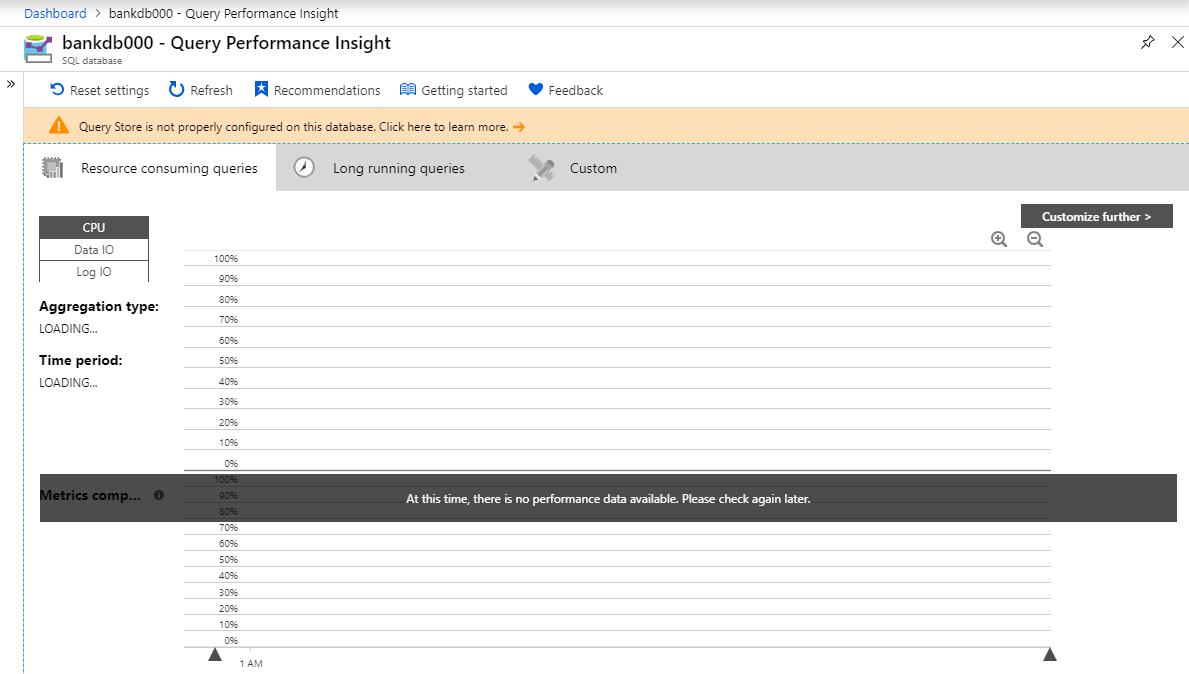 Dashboard > bankdb000 - Query Performance Insight
bankdb000 - Query Performance Insight
SQL database
»
Reset settings Refresh Recommendations Getting started Feedback
Query Store is not properly configured on this database. Click here to learn more. →
Resource consuming queries Long running queries Custom
Customize further >
CPU
Data IO
Log IO
Aggregation type:
LOADING...
Time period:
LOADING...
100%
90%
80%
70%
60%
50%
40%
30%
20%
10%
0%
Metrics comp...
At this time, there is no performance data available. Please check again later.
100%
90%
80%
70%
60%
50%
40%
30%
20%
10%
0%
1 AM